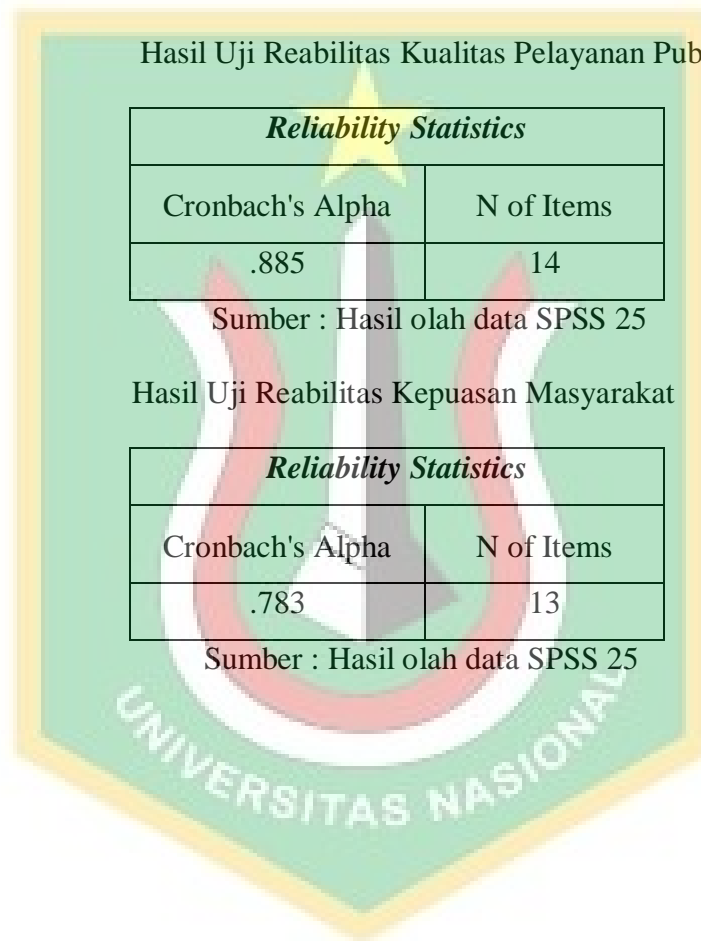 Hasil Uji Reabilitas Kualitas Pelayanan Pub
Reliability Statistics
Cronbach's Alpha N of Items
.885 14
Sumber : Hasil olah data SPSS 25
Hasil Uji Reabilitas Kepuasan Masyarakat
Reliability Statistics
Cronbach's Alpha N of Items
.783 13
Sumber : Hasil olah data SPSS 25
UNIVERSITAS NASIONAL